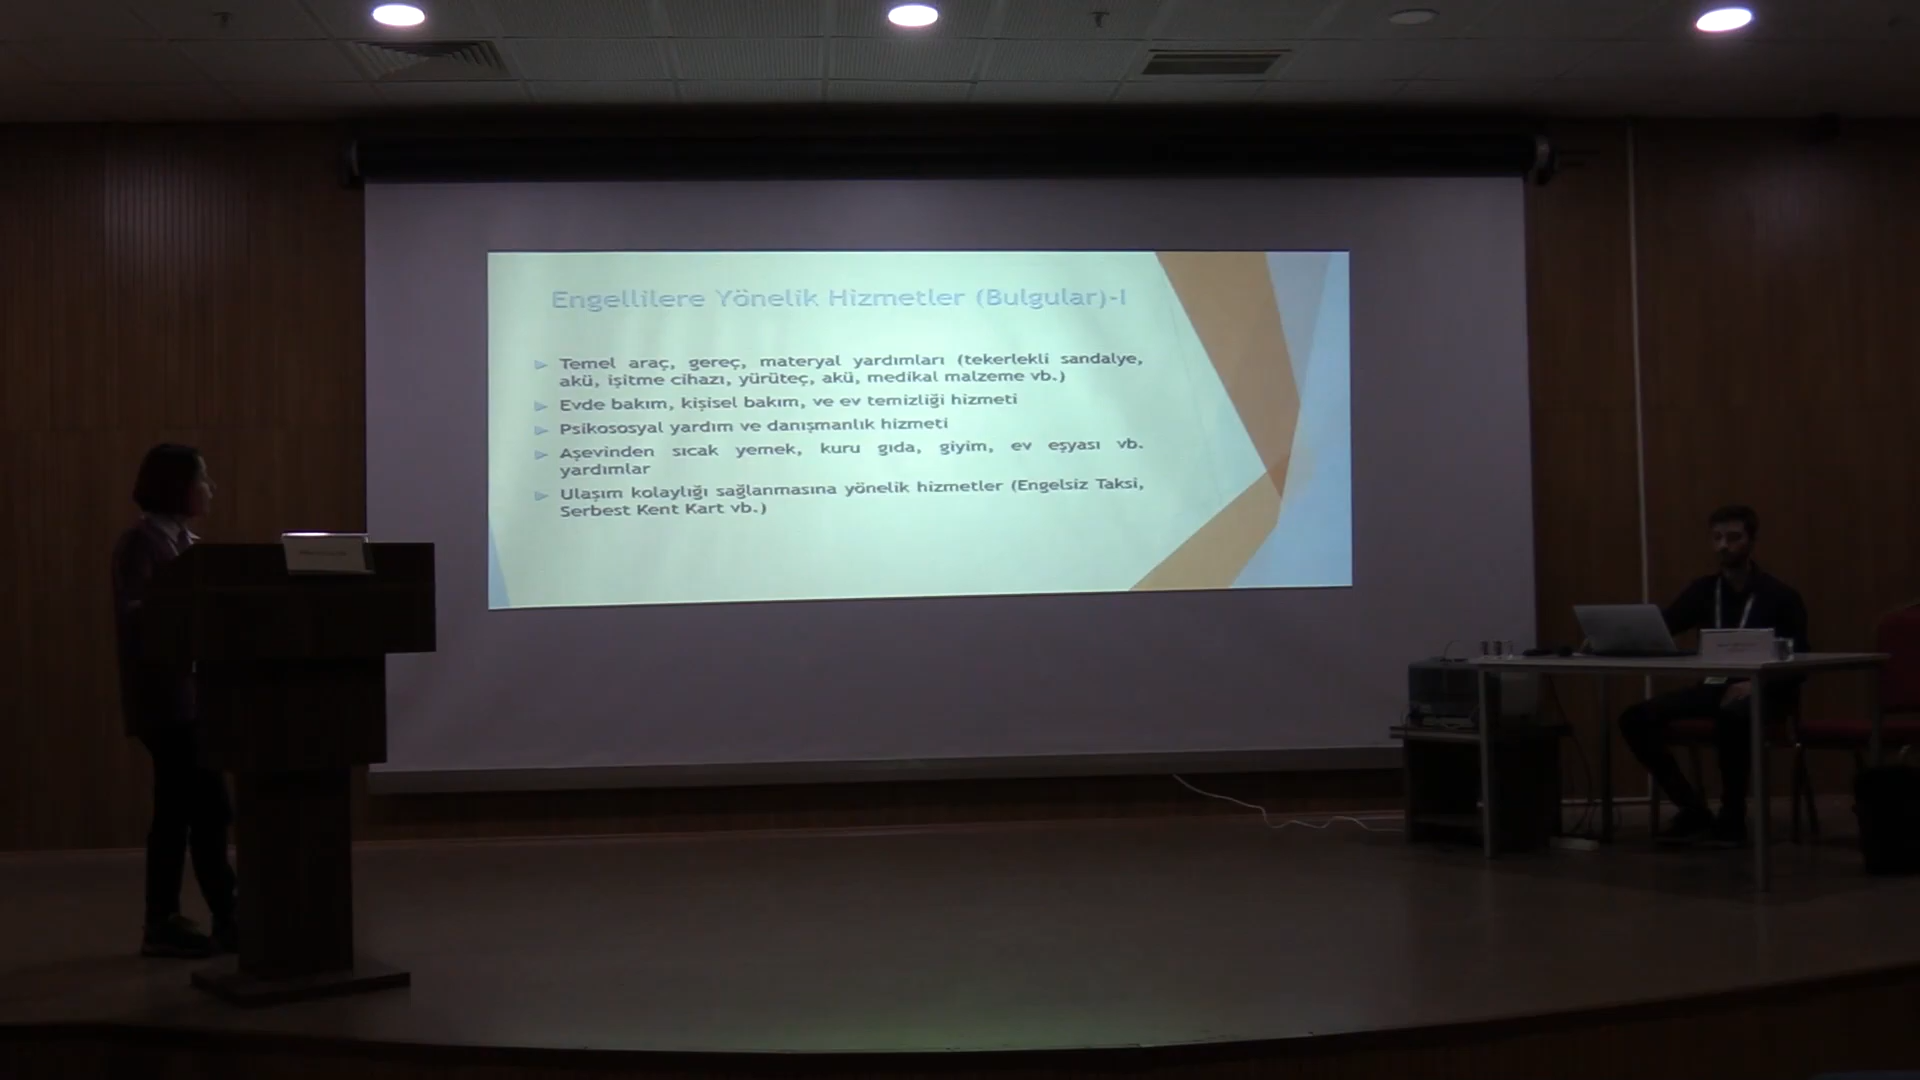 Engellilere Yönelik Hizmetler (Bulgular)-I
Temel araç, gereç, materyal yardımları (tekerlekli sandalye,
akü, işitme cihazı, yürüteç, akü, medikal malzeme vb.)
Evde bakım, kişisel bakım, ve ev temizliği hizmeti
Psikososyal yardım ve danışmanlık hizmeti
Aşevinden sıcak yemek, kuru gıda, giyim, ev eşyası vb.
yardımlar
Ulaşım kolaylığı sağlanmasına yönelik hizmetler (Engelsiz Taksi,
Serbest Kent Kart vb.)